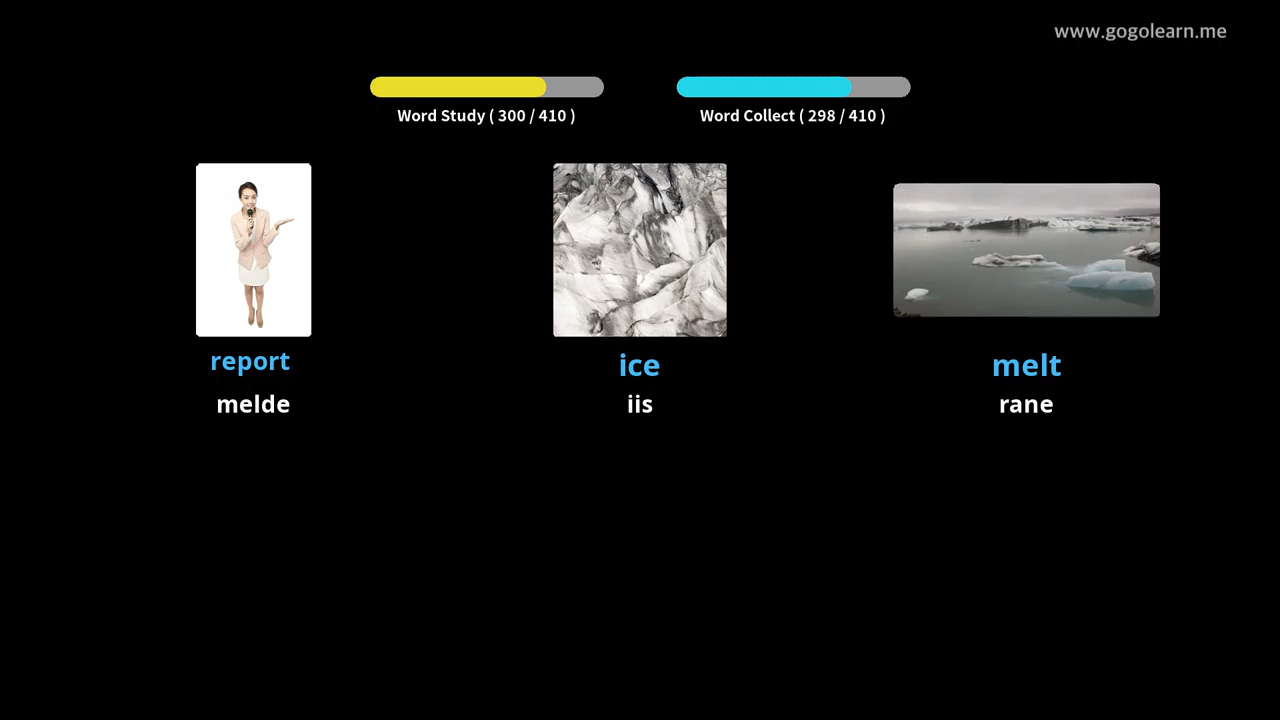 www.gogolearn.me
Word Study ( 300 / 410 )
Word Collect ( 298 / 410 )
report
ice
melt
melde
iis
rane